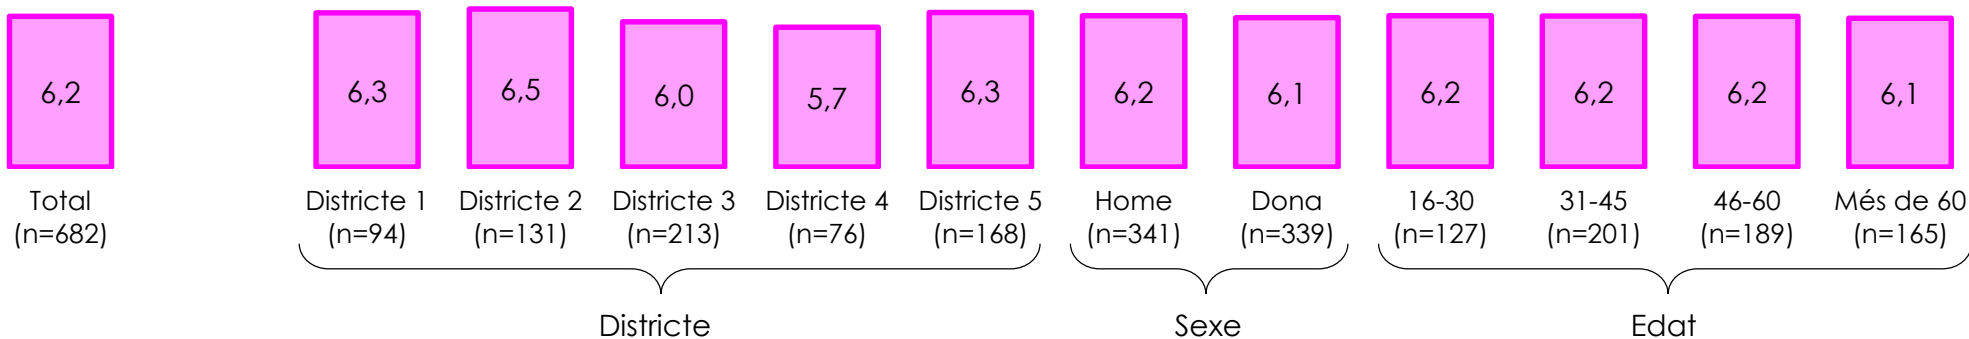 6,2 6,3 6,5 6,0 5,7 6,3 6,2 6,1 6,2 6,2 6,2 6,1
Total Districte 1 Districte 2 Districte 3 Districte 4 Districte 5 Home Dona 16-30 31-45 46-60 Més de 60
(n=682) (n=94) (n=131) (n=213) (n=76) (n=168) (n=341) (n=339) (n=127) (n=201) (n=189) (n=165)
Districte Sexe Edat